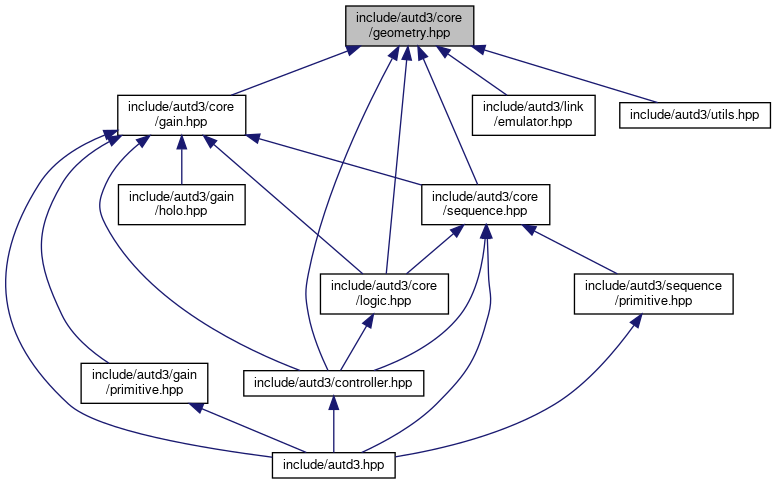 include/autd3/core
/geometry.hpp
include/autd3/core
/gain.hpp
include/autd3/link
/emulator.hpp
include/autd3/utils.hpp
include/autd3/gain
/holo.hpp
include/autd3/core
/sequence.hpp
include/autd3/core
/logic.hpp
include/autd3/sequence
/primitive.hpp
include/autd3/gain
/primitive.hpp
include/autd3/controller.hpp
include/autd3.hpp